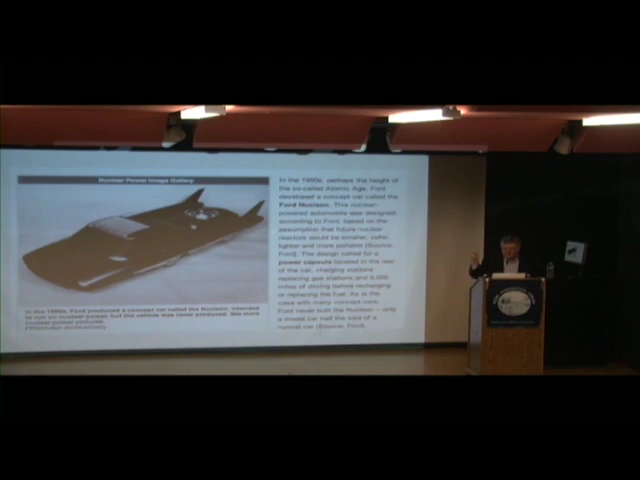 Nuclear Power Image Gallery
In the 1950s, Ford produced a concept car called the Nucleon, intended
to run on nuclear power, but the vehicle was never produced. See more
nuclear power pictures.
In the 1950s, perhaps the height of
the so-called Atomic Age, Ford
developed a concept car called the
Ford Nucleon. This nuclear-
powered automobile was designed,
according to Ford, based on the
assumption that future nuclear
reactors would be smaller, safer,
lighter and more portable (Source:
Ford). The design called for a
power capsule located in the rear
of the car, charging stations
replacing gas stations and 5,000
miles of driving before recharging
or replacing the fuel. As is the
case with many concept cars,
Ford never built the Nucleon -- only
a model car half the size of a
normal car (Source: Ford,